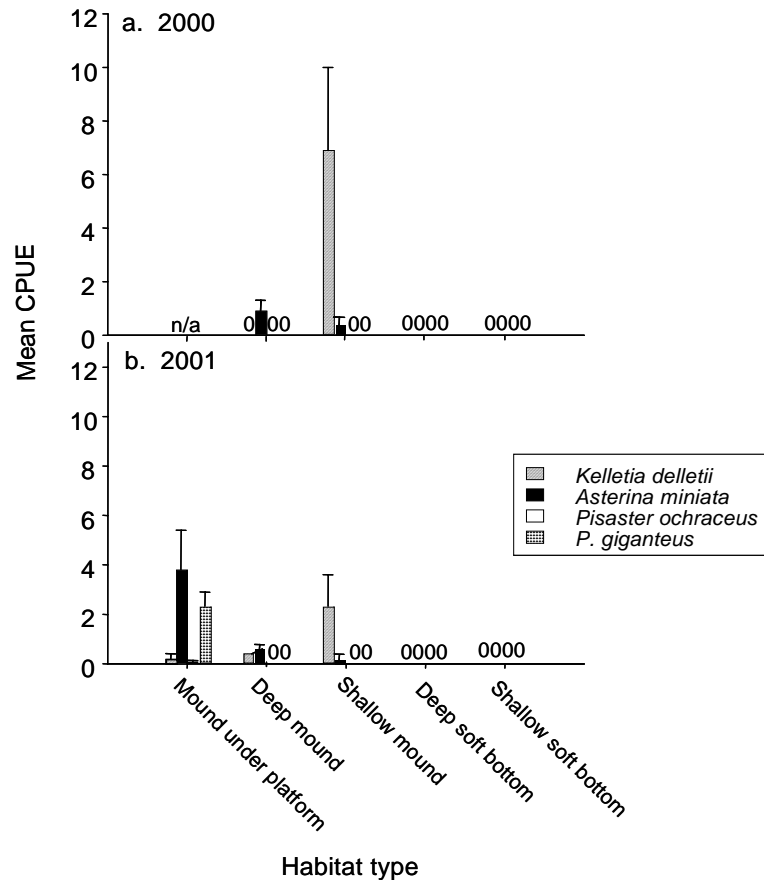 a. 2000
12
10
8
6
4
2
0
n/a
0 00
00
0000
0000
Mean CPUE
b. 2001
12
10
8
6
4
2
0
00
00
0000
0000
Kelletia delletii
Asterina miniata
Pisaster ochraceus
P. giganteus
Mound under platform
Deep mound
Shallow mound
Deep soft bottom
Shallow soft bottom
Habitat type